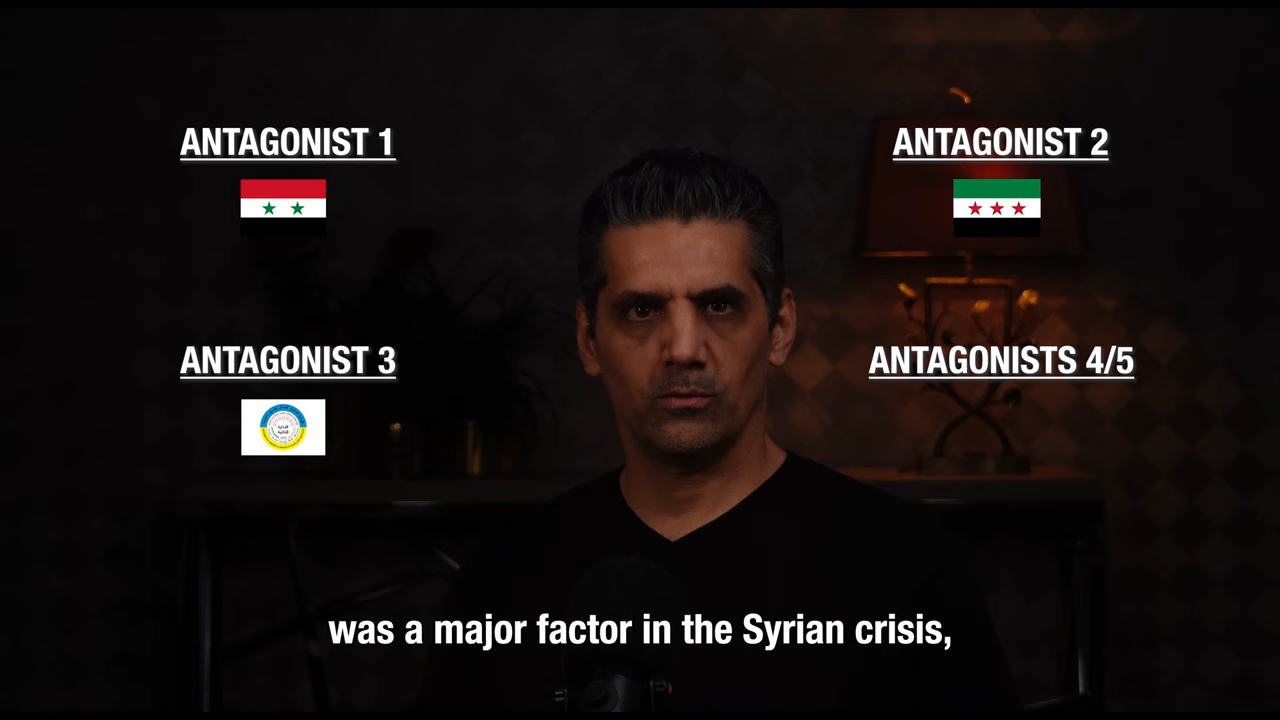 ANTAGONIST 1
ANTAGONIST 2
ANTAGONIST 3
ANTAGONISTS 4/5
was a major factor in the Syrian crisis,